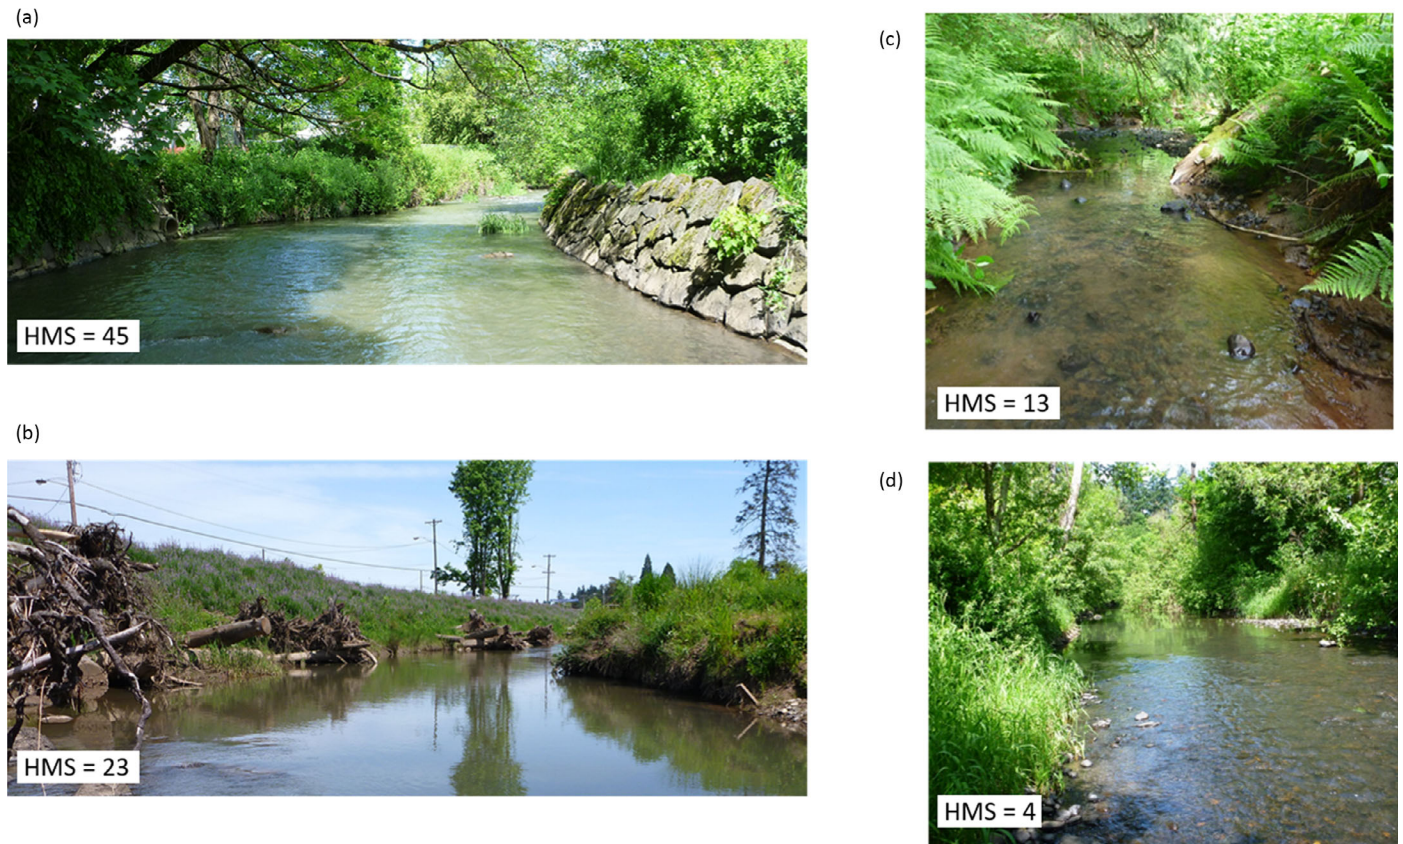 (a)
HMS = 45
(b)
HMS = 23
(c)
HMS = 13
(d)
HMS = 4